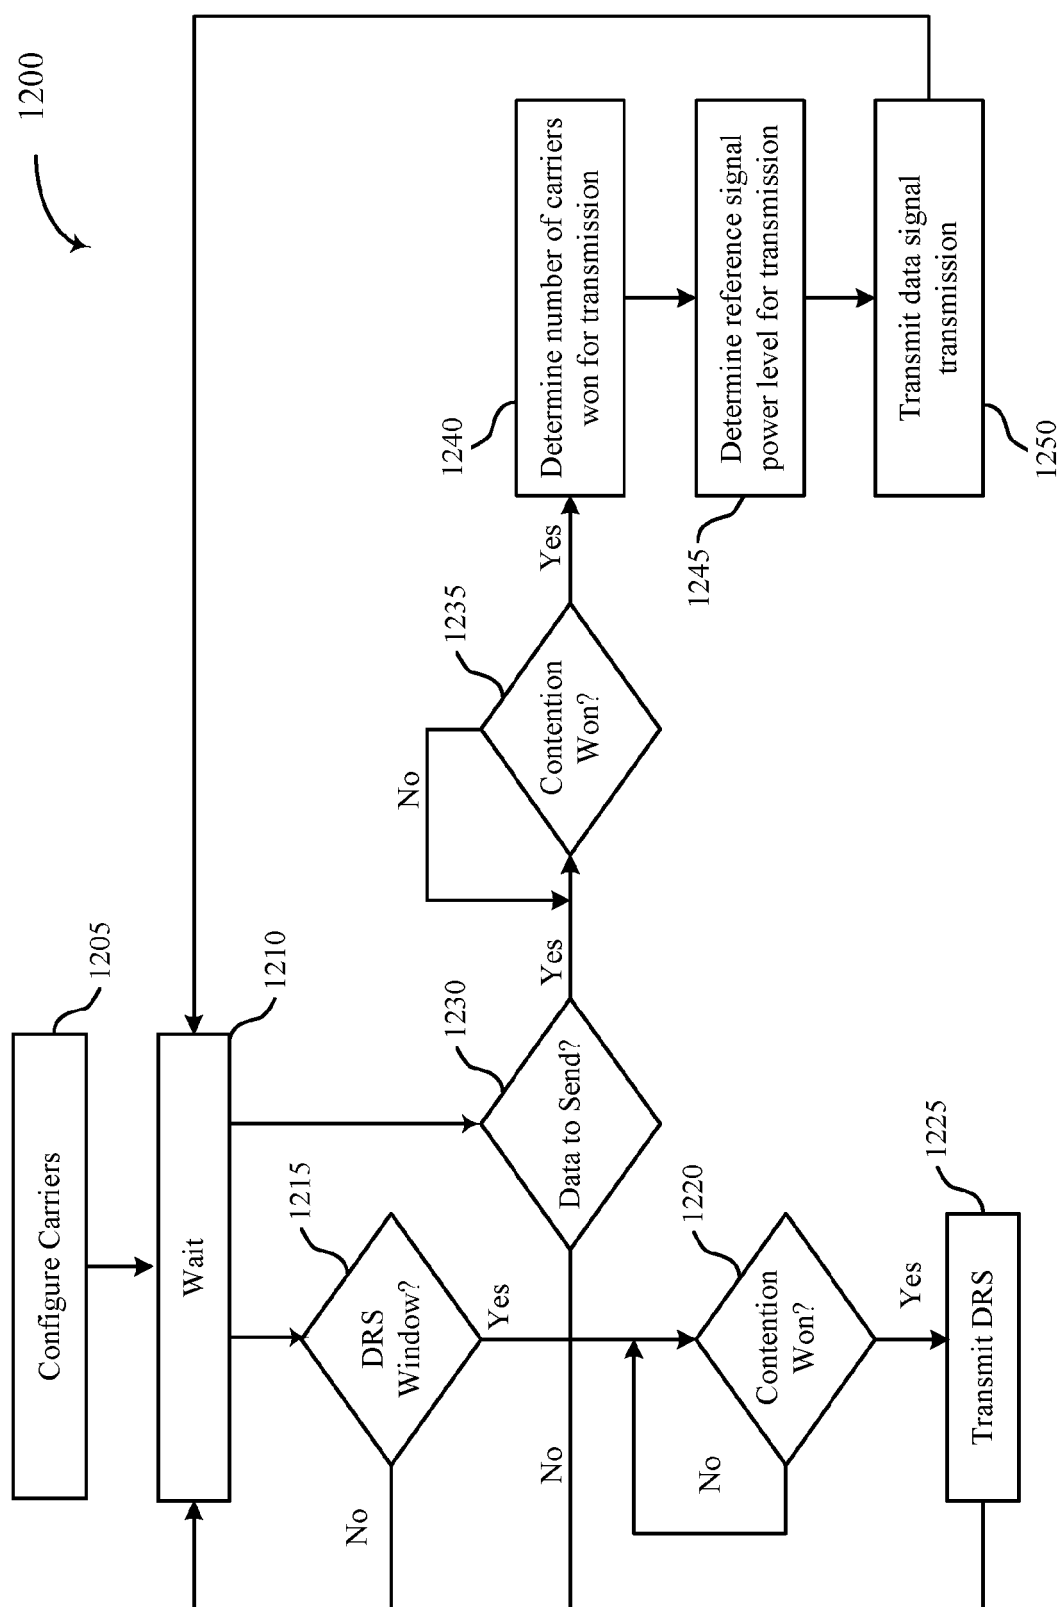 1200
Configure Carriers
1205
Wait
1210
DRS
Window?
1215
No
Yes
Data to Send?
1230
No
Yes
Contention
Won?
1220
No
Yes
Transmit DRS
1225
Contention
Won?
1235
No
Yes
Determine number of carriers
won for transmission
1240
Determine reference signal
power level for transmission
1245
Transmit data signal
transmission
1250